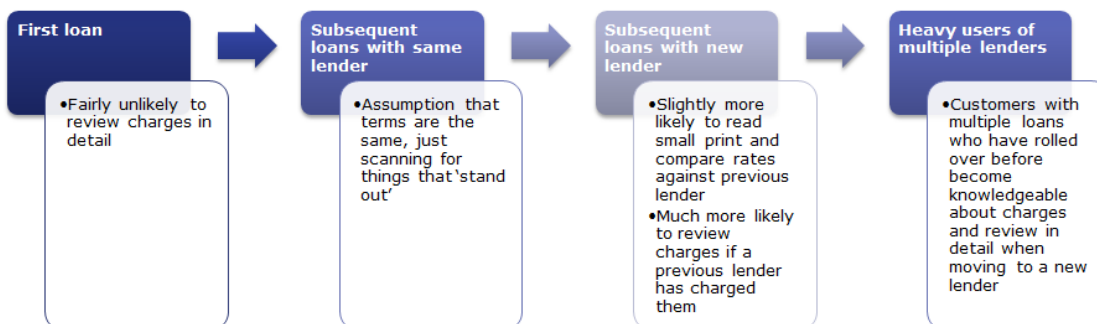 First loan
•Fairly unlikely to
review charges in
detail
Subsequent
loans with same
lender
•Assumption that
terms are the
same, just
scanning for
things that ‘stand
out’
Subsequent
loans with new
lender
•Slightly more
likely to read
small print and
compare rates
against previous
lender
•Much more likely
to review
charges if a
previous lender
has charged
them
Heavy users of
multiple lenders
•Customers with
multiple loans
who have rolled
over before
become
knowledgeable
about charges
and review in
detail when
moving to a new
lender